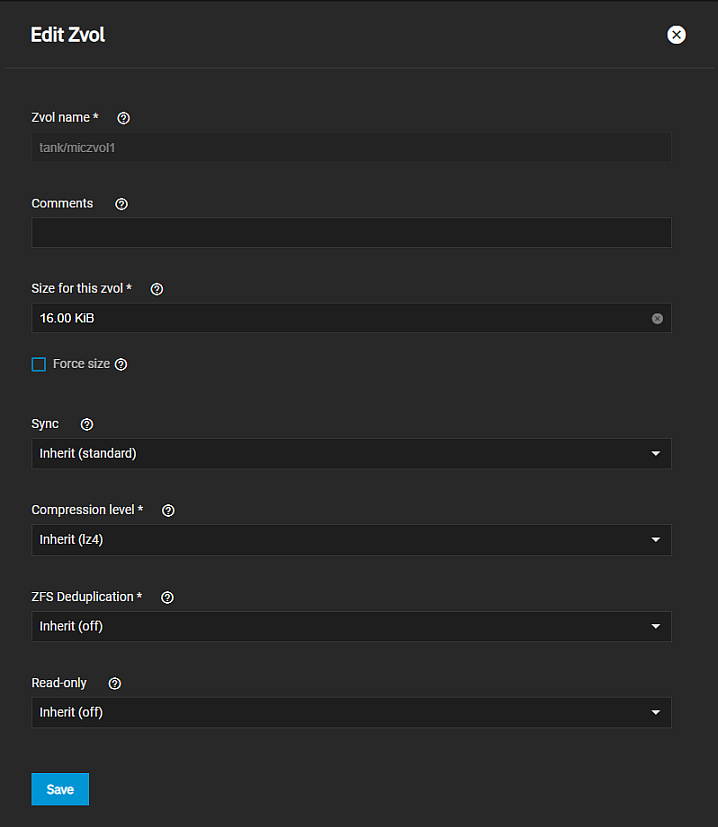 Edit Zvol
Zvol name *
tank/miczvol1
Comments
Size for this zvol *
16.00 KiB
Force size
Sync
Inherit (standard)
Compression level *
Inherit (lz4)
ZFS Deduplication *
Inherit (off)
Read-only
Inherit (off)
Save